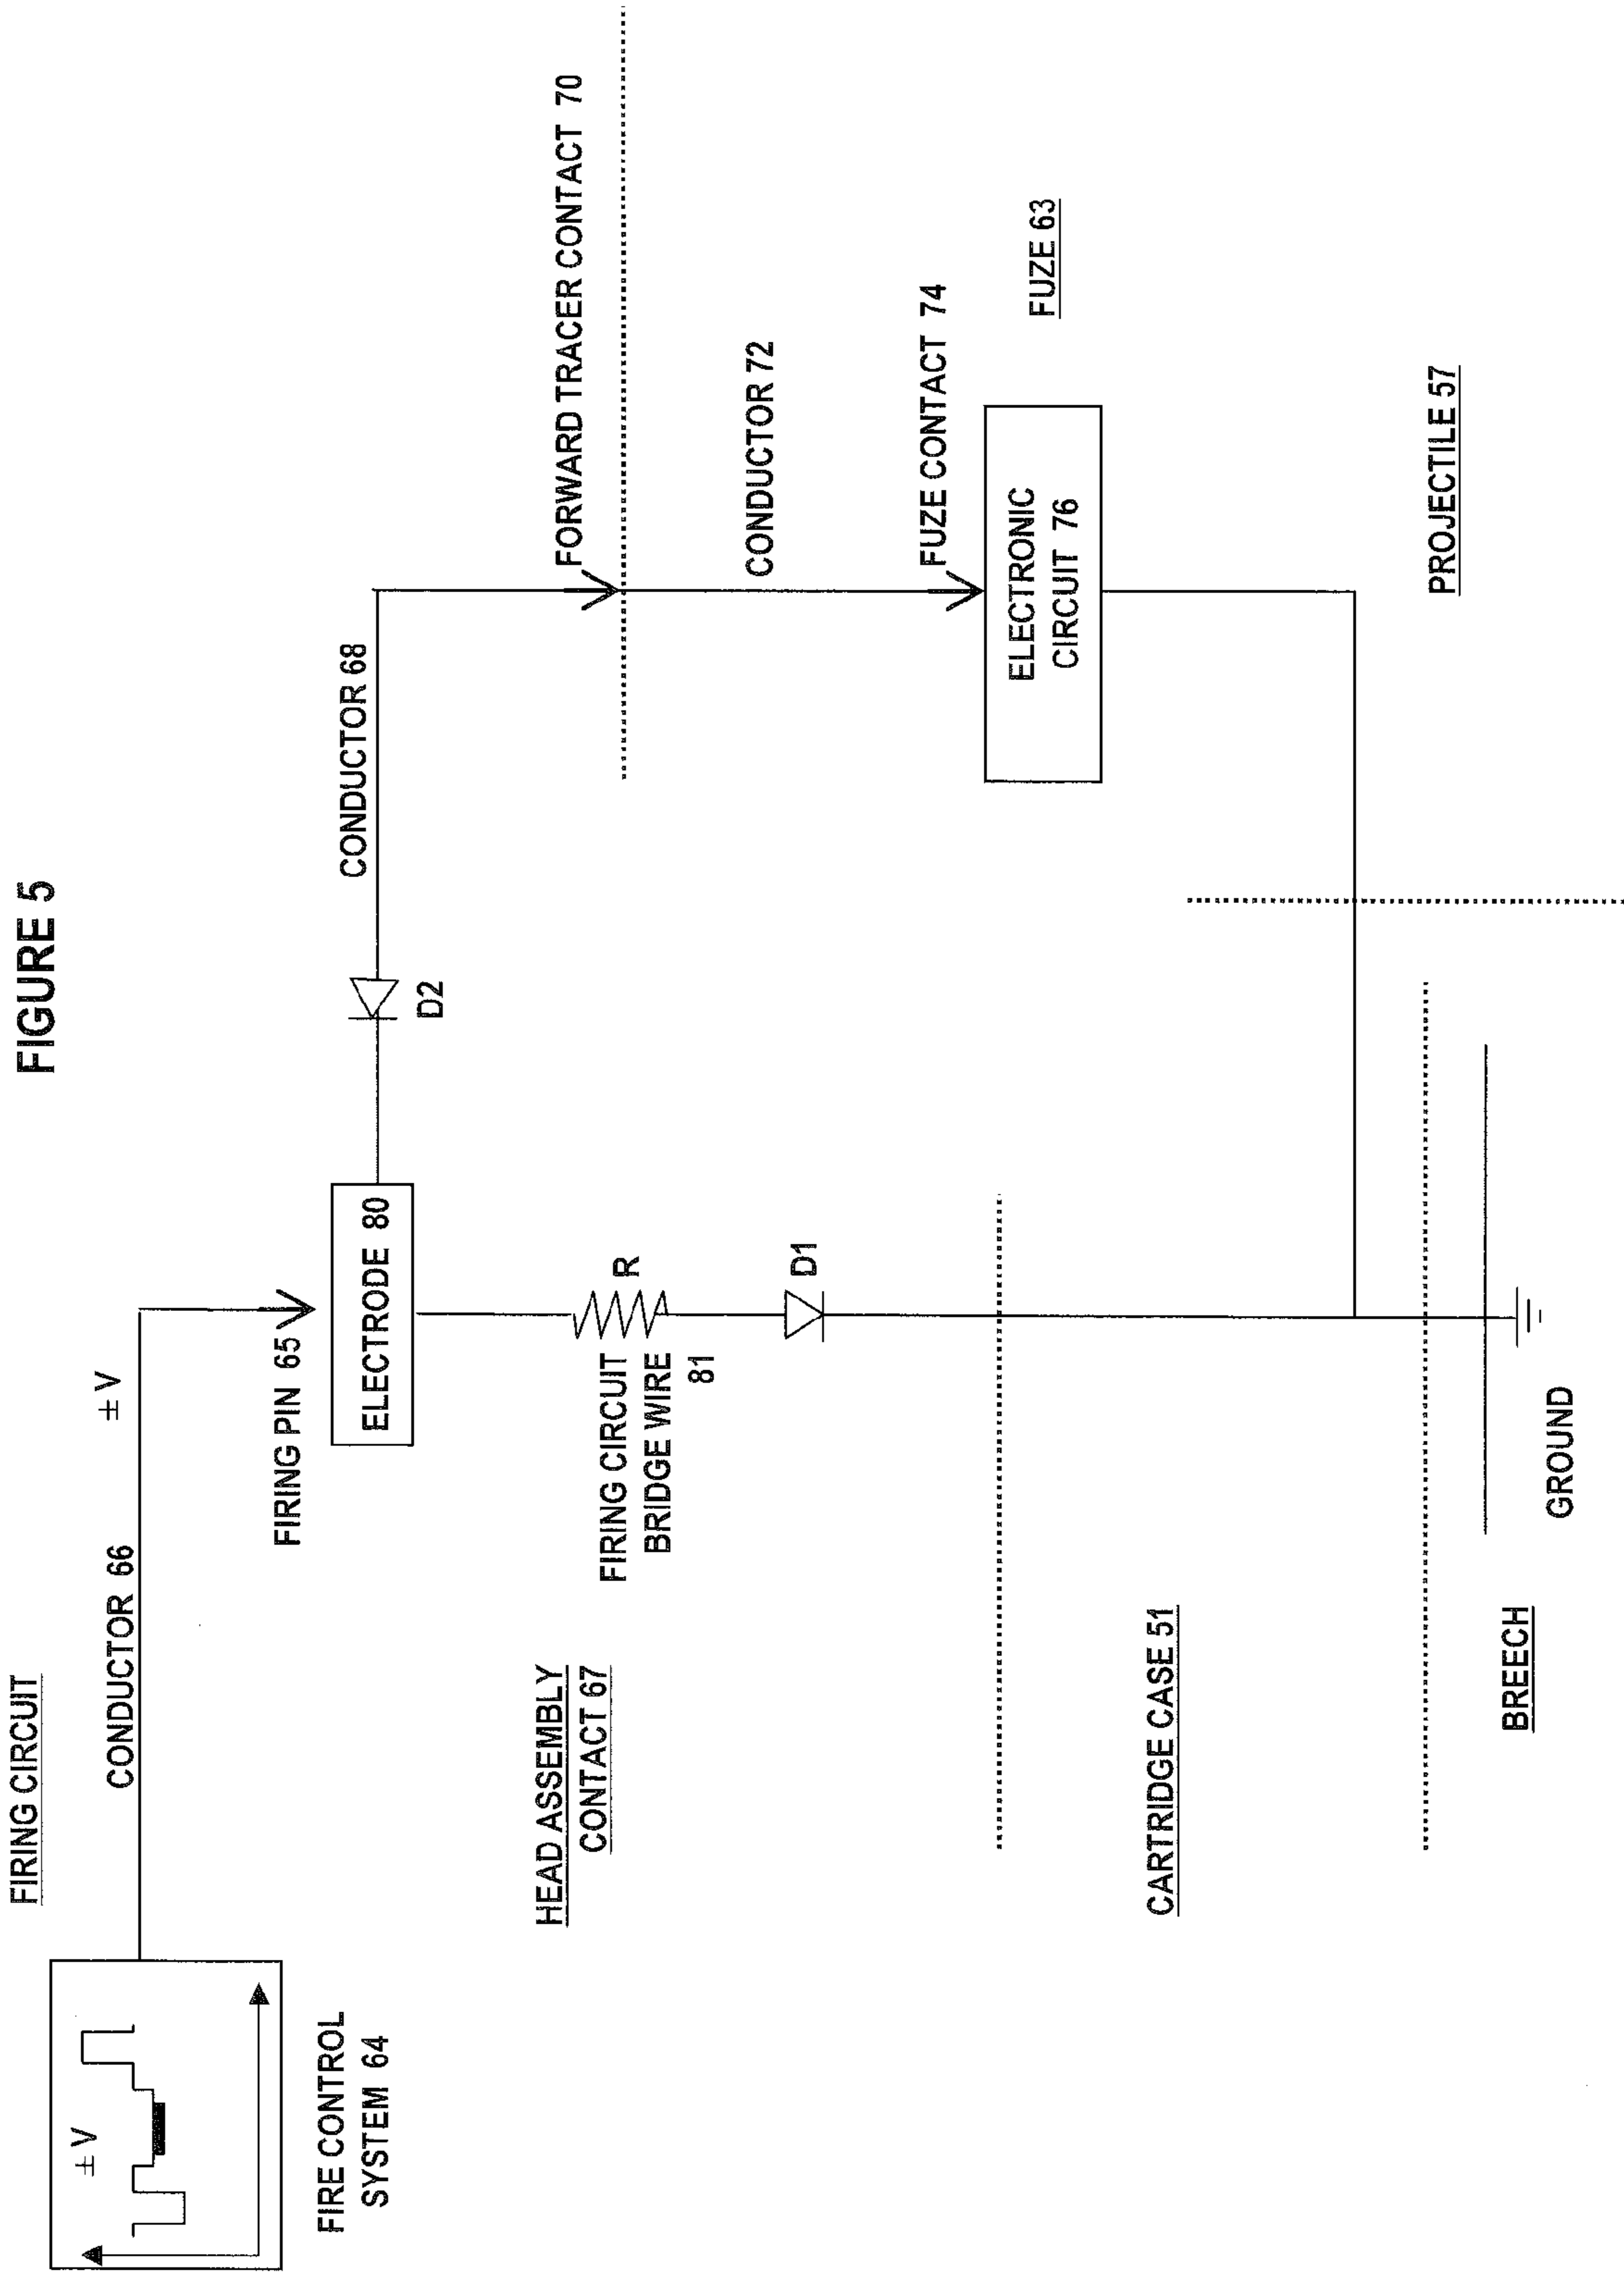 FIGURE 5
FIRING CIRCUIT
± V
FIRE CONTROL
SYSTEM 64
CONDUCTOR 66
± V
FIRING PIN 65
ELECTRODE 80
D2
CONDUCTOR 68
FORWARD TRACER CONTACT 70
HEAD ASSEMBLY
CONTACT 67
FIRING CIRCUIT
BRIDGE WIRE
81
R
D1
CONDUCTOR 72
FUZE CONTACT 74
ELECTRONIC
CIRCUIT 76
FUZE 63
CARTRIDGE CASE 51
PROJECTILE 57
BREECH
GROUND